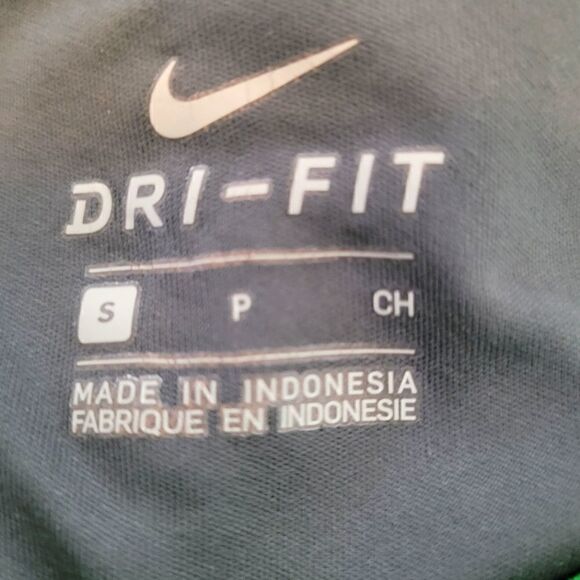 DRI-FIT
S P CH
MADE IN INDONESIA
FABRIQUE EN INDONESIE